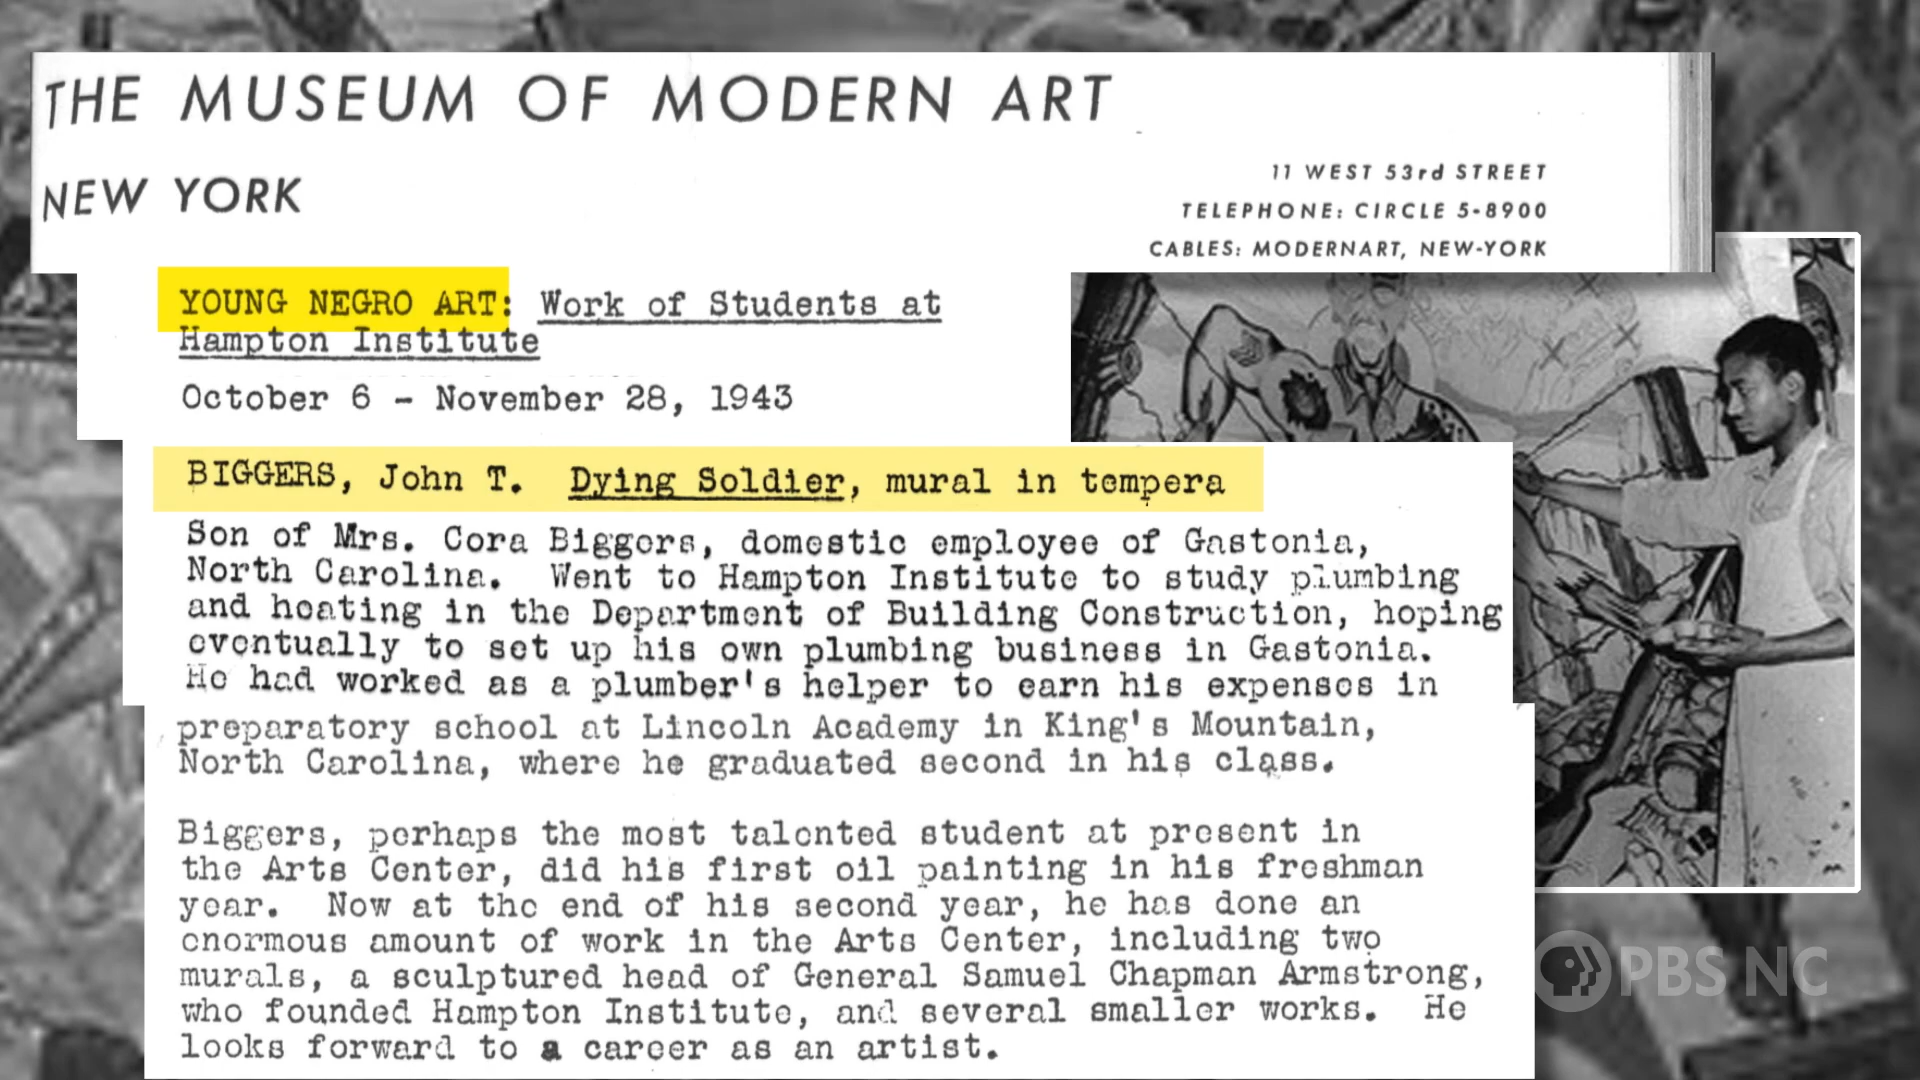 THE MUSEUM OF MODERN ART
NEW YORK
11 WEST 53rd STREET
TELEPHONE: CIRCLE 5-8900
CABLES: MODERNART, NEW-YORK
YOUNG NEGRO ART: Work of Students at
Hampton Institute
October 6 - November 28, 1943
BIGGERS, John T. Dying Soldier, mural in tempera
Son of Mrs. Cora Biggers, domestic employee of Gastonia,
North Carolina. Went to Hampton Institute to study plumbing
and heating in the Department of Building Construction, hoping
eventually to set up his own plumbing business in Gastonia.
He had worked as a plumber's helper to earn his expenses in
preparatory school at Lincoln Academy in King's Mountain,
North Carolina, where he graduated second in his class.
Biggers, perhaps the most talented student at present in
the Arts Center, did his first oil painting in his freshman
year. Now at the end of his second year, he has done an
enormous amount of work in the Arts Center, including two
murals, a sculptured head of General Samuel Chapman Armstrong,
who founded Hampton Institute, and several smaller works. He
looks forward to a career as an artist.
PBS NC